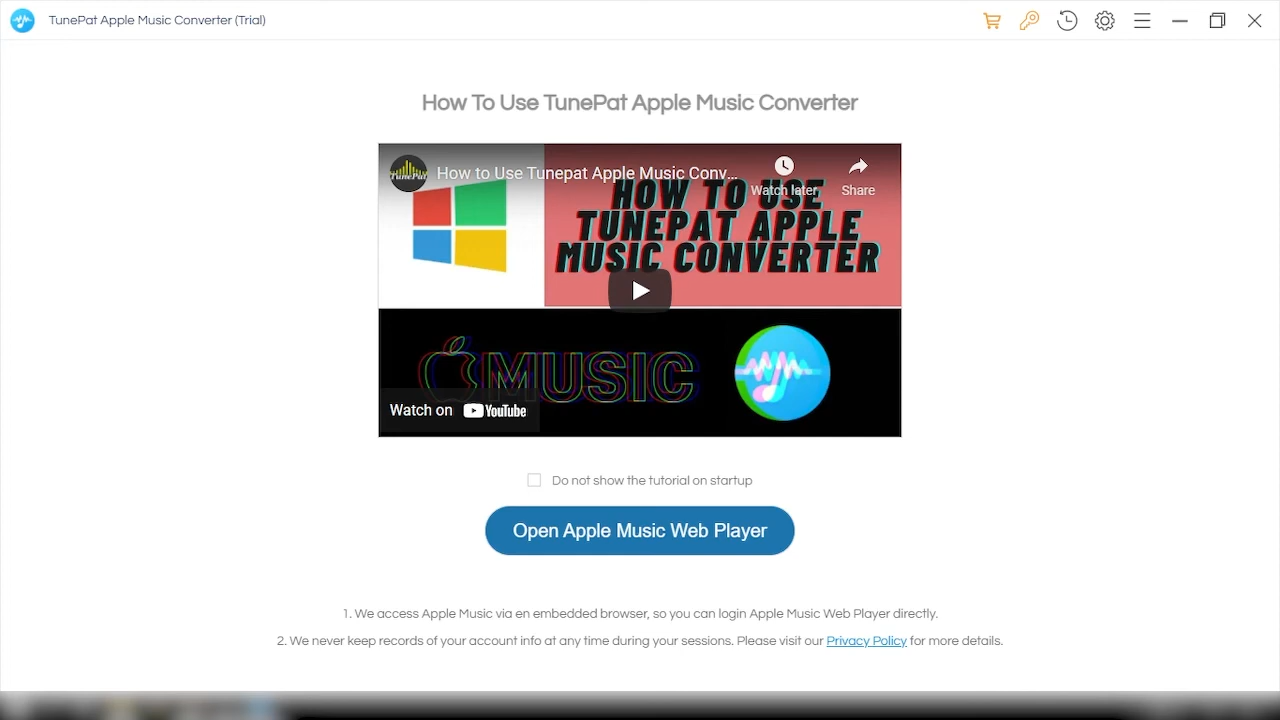 TunePat Apple Music Converter (Trial)
How To Use TunePat Apple Music Converter
TunePat
How to Use Tunepat Apple Music Conv...
Watch later
Share
HOW TO USE
TUNEPAT APPLE
MUSIC CONVERTER
MUSIC
Watch on YouTube
Do not show the tutorial on startup
Open Apple Music Web Player
1. We access Apple Music via en embedded browser, so you can login Apple Music Web Player directly.
2. We never keep records of your account info at any time during your sessions. Please visit our Privacy Policy for more details.